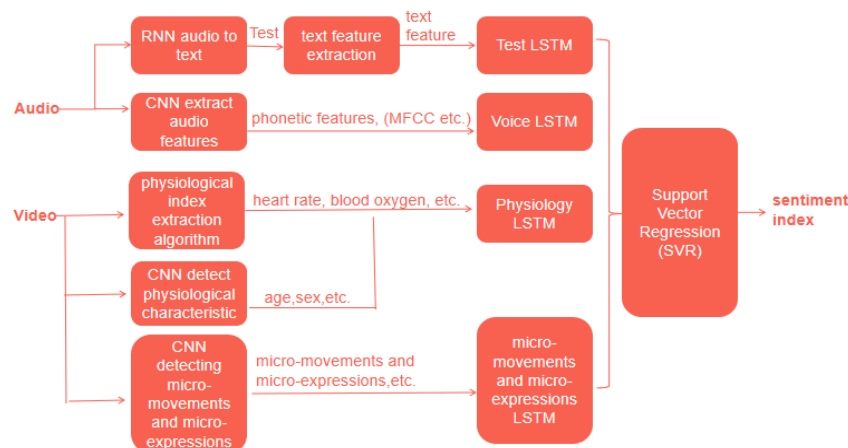 RNN audio to
text
Test
text feature
extraction
text
feature
Test LSTM
Audio
CNN extract
audio
features
phonetic features, (MFCC etc.)
Voice LSTM
Video
physiological
index
extraction
algorithm
heart rate, blood oxygen, etc.
Physiology
LSTM
CNN detect
physiological
characteristic
age,sex,etc.
CNN
detecting
micro-
movements
and micro-
expressions
micro-movements and
micro-expressions,etc.
micro-
movements
and micro-
expressions
LSTM
Support
Vector
Regression
(SVR)
sentiment
index